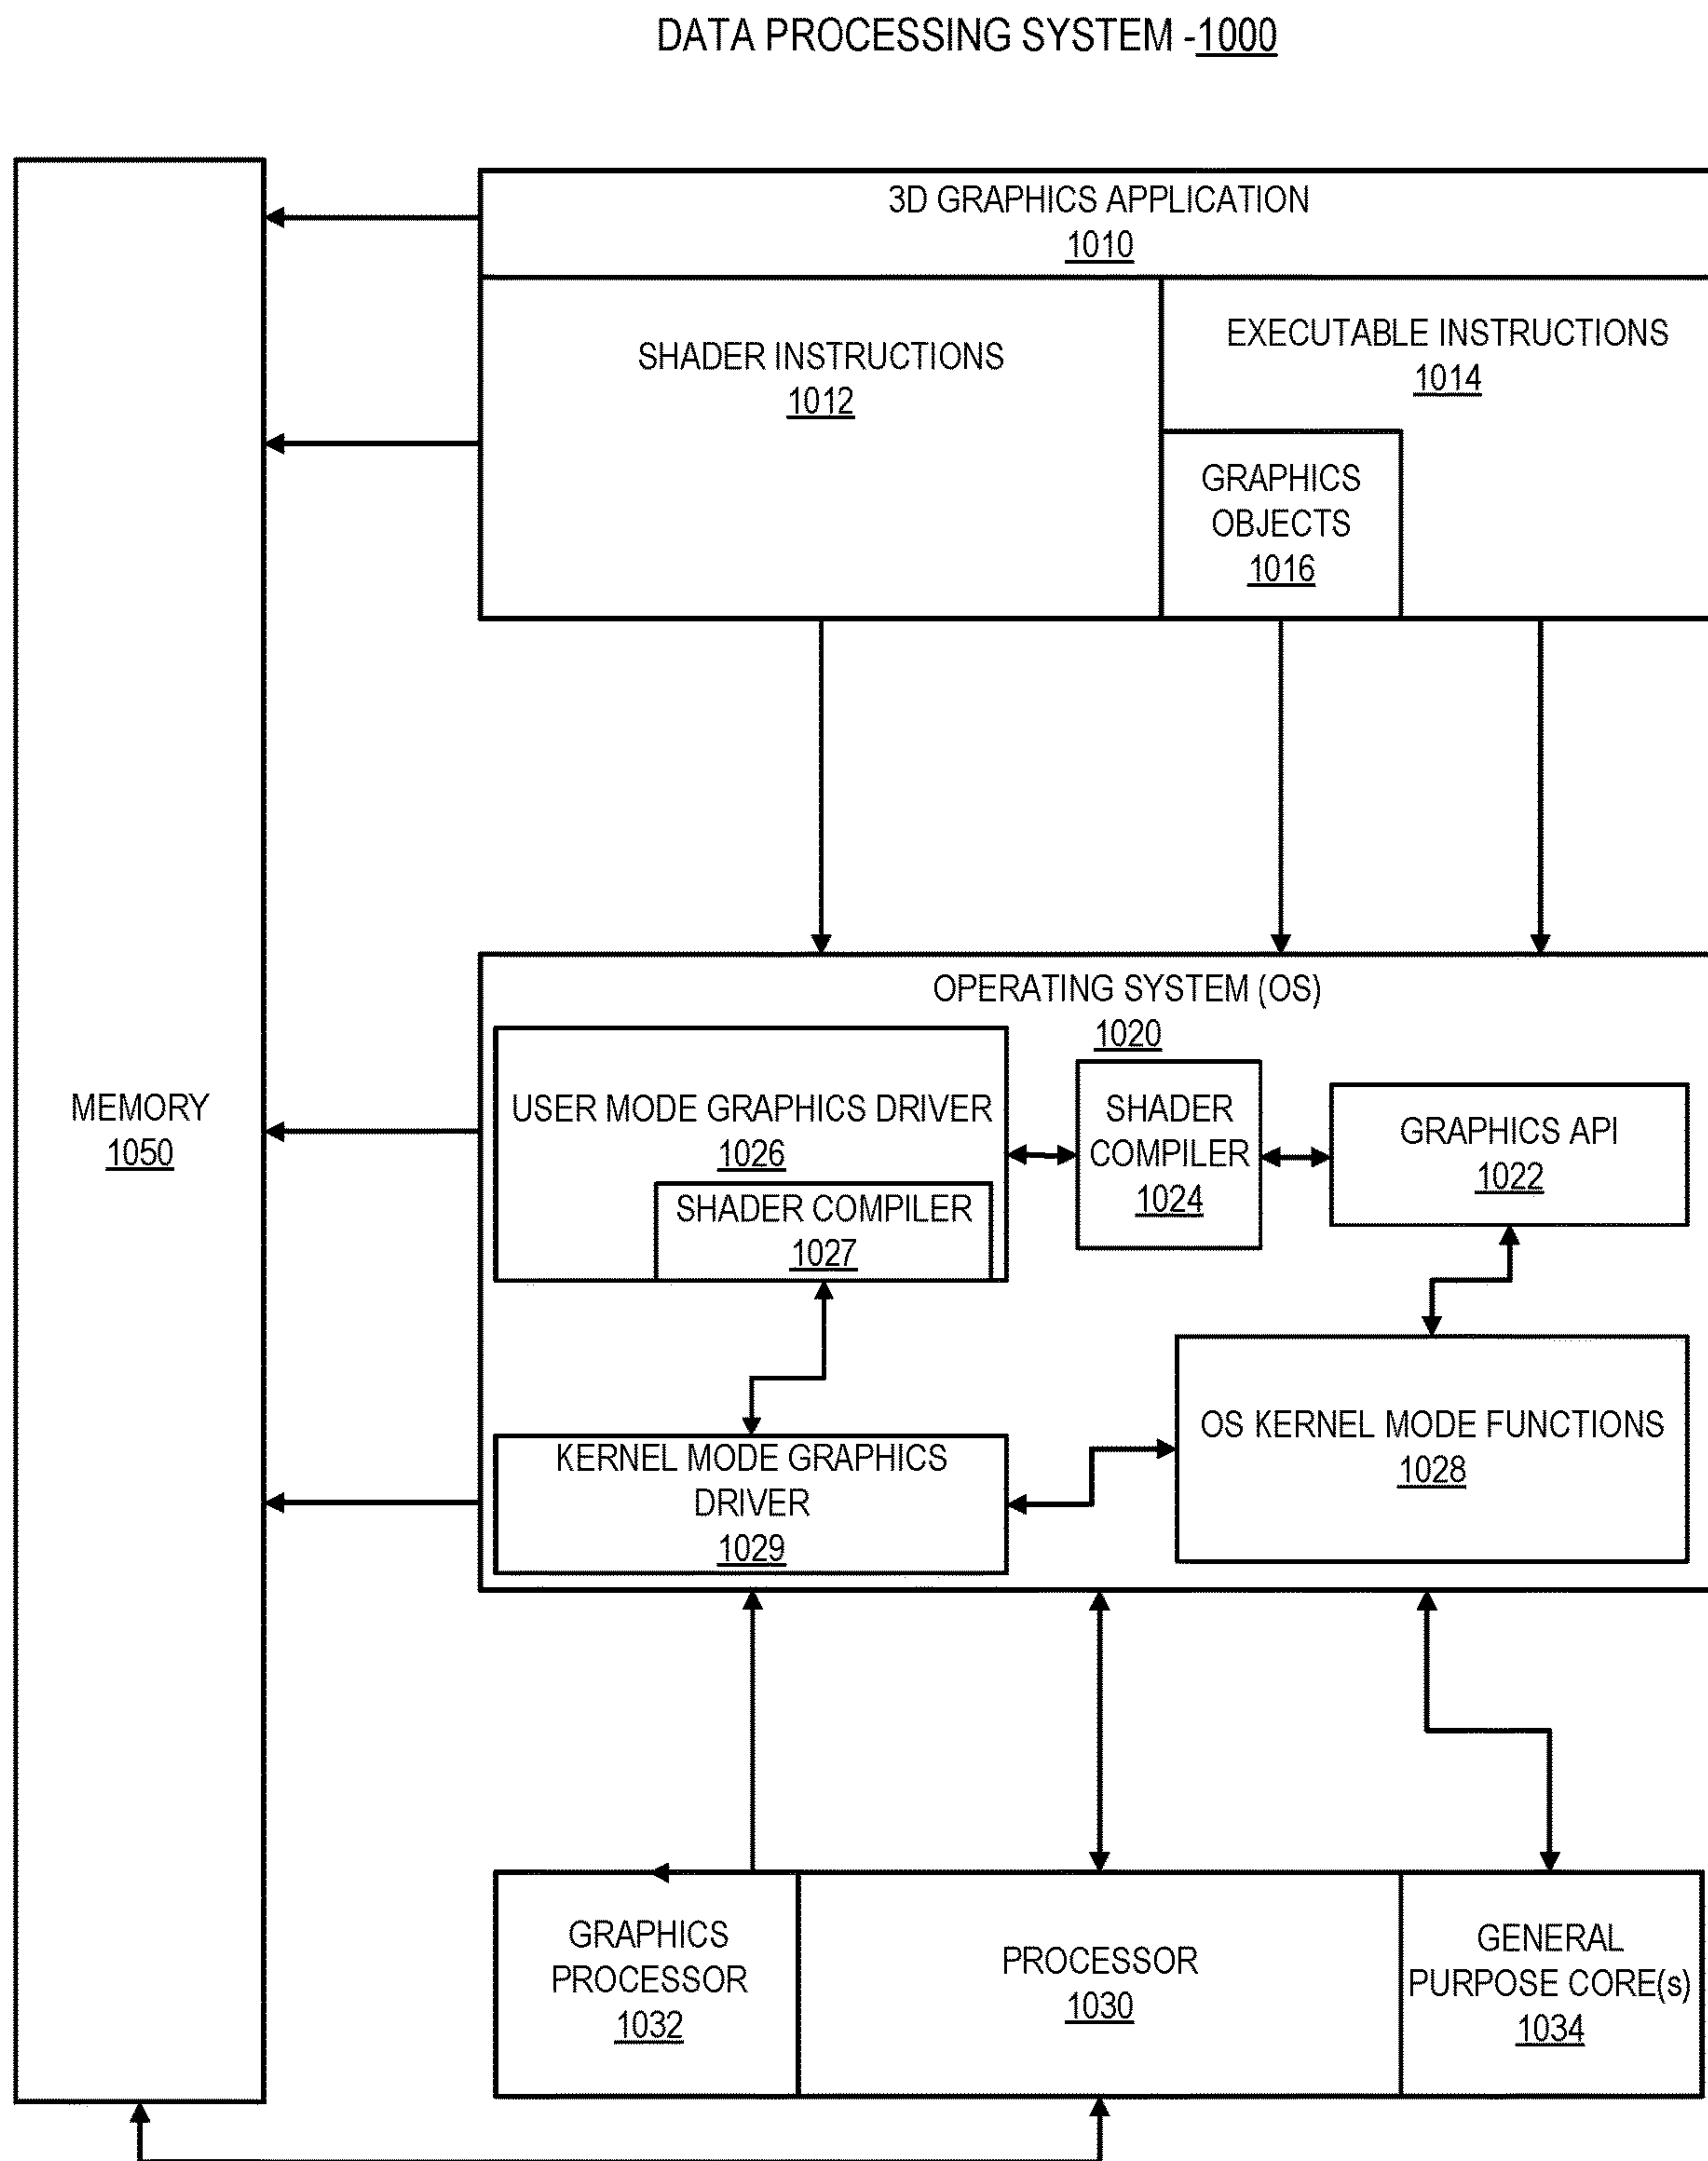 DATA PROCESSING SYSTEM -1000
3D GRAPHICS APPLICATION
1010
SHADER INSTRUCTIONS
1012
EXECUTABLE INSTRUCTIONS
1014
GRAPHICS
OBJECTS
1016
MEMORY
1050
OPERATING SYSTEM (OS)
1020
USER MODE GRAPHICS DRIVER
1026
SHADER COMPILER
1027
SHADER
COMPILER
1024
GRAPHICS API
1022
KERNEL MODE GRAPHICS
DRIVER
1029
OS KERNEL MODE FUNCTIONS
1028
GRAPHICS
PROCESSOR
1032
PROCESSOR
1030
GENERAL
PURPOSE CORE(s)
1034